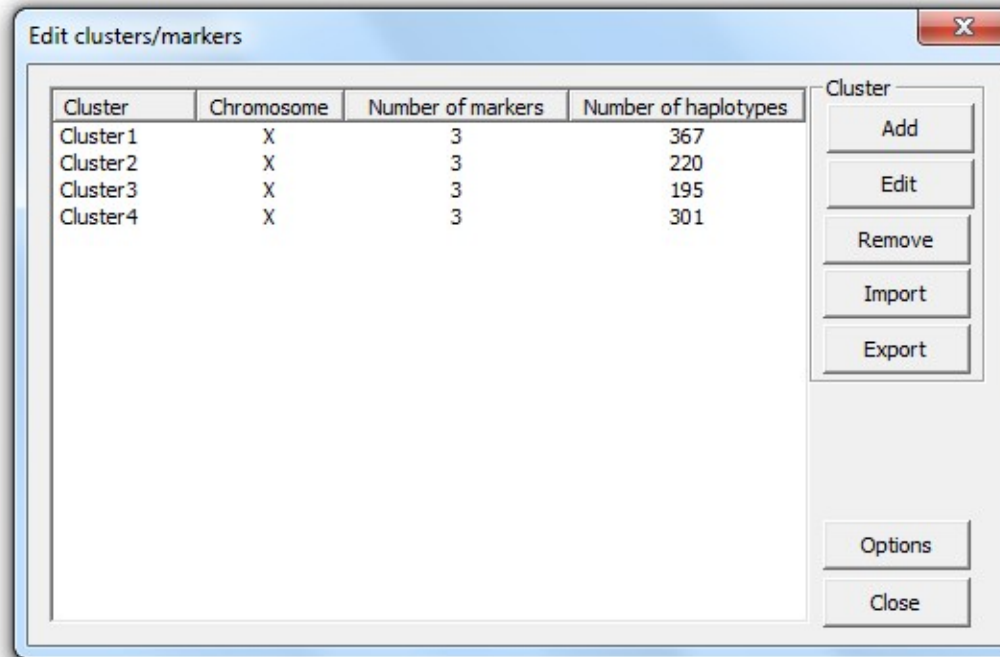 Edit clusters/markers
Cluster Chromosome Number of markers Number of haplotypes
Cluster1 X 3 367
Cluster2 X 3 220
Cluster3 X 3 195
Cluster4 X 3 301
Cluster
Add
Edit
Remove
Import
Export
Options
Close